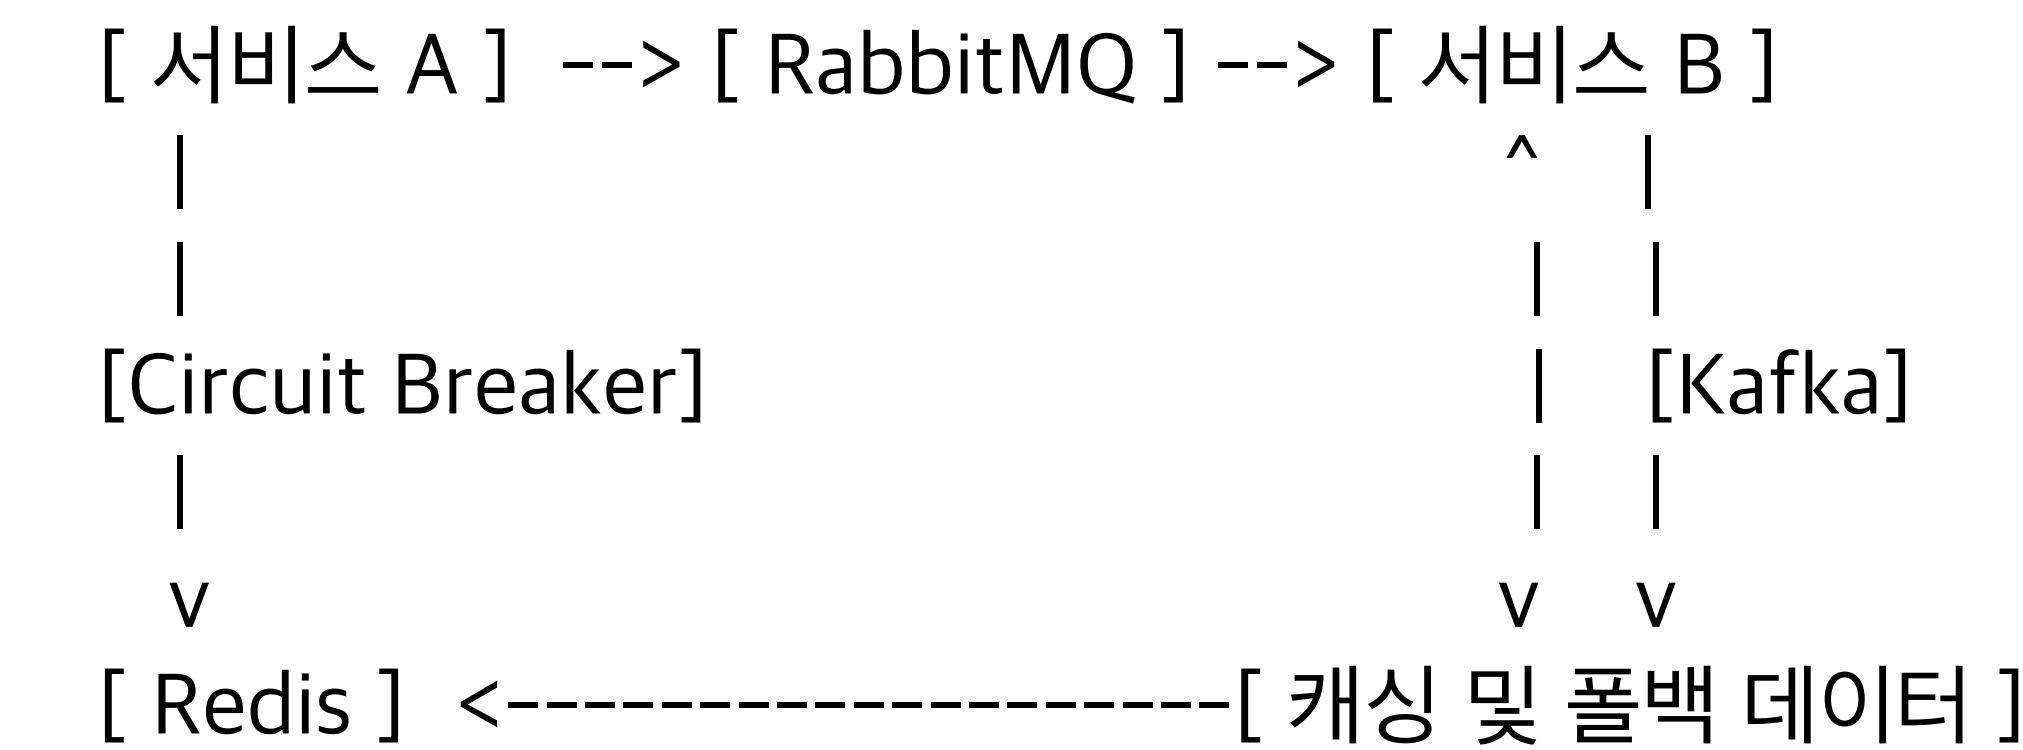 [ 서비스 A ] --> [ RabbitMQ ] --> [ 서비스 B ]
| ^ |
| | |
[Circuit Breaker] | [Kafka]
| | |
v v v
[ Redis ] <-------------------[ 캐싱 및 폴백 데이터 ]